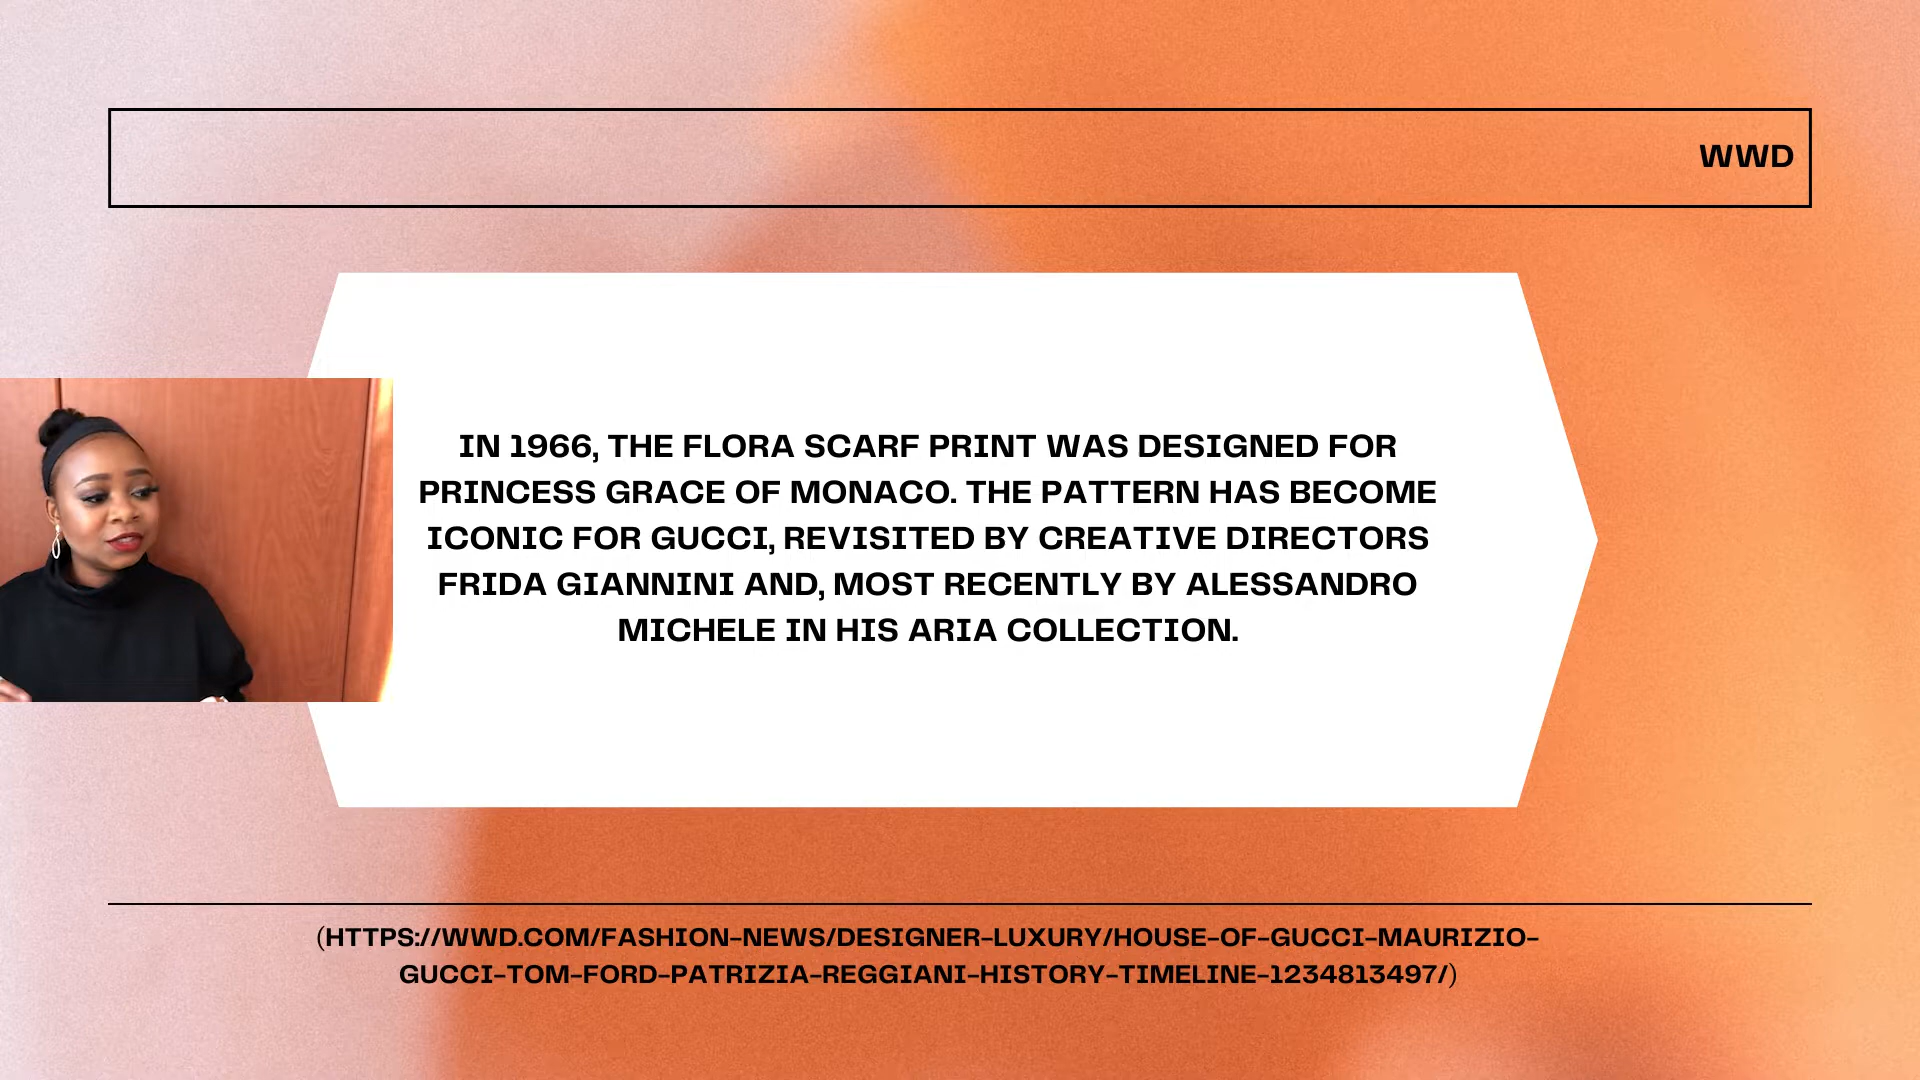 WWD
IN 1966, THE FLORA SCARF PRINT WAS DESIGNED FOR
PRINCESS GRACE OF MONACO. THE PATTERN HAS BECOME
ICONIC FOR GUCCI, REVISITED BY CREATIVE DIRECTORS
FRIDA GIANNINI AND, MOST RECENTLY BY ALESSANDRO
MICHELE IN HIS ARIA COLLECTION.
(HTTPS://WWD.COM/FASHION-NEWS/DESIGNER-LUXURY/HOUSE-OF-GUCCI-MAURIZIO-
GUCCI-TOM-FORD-PATRIZIA-REGGIANI-HISTORY-TIMELINE-1234813497/)